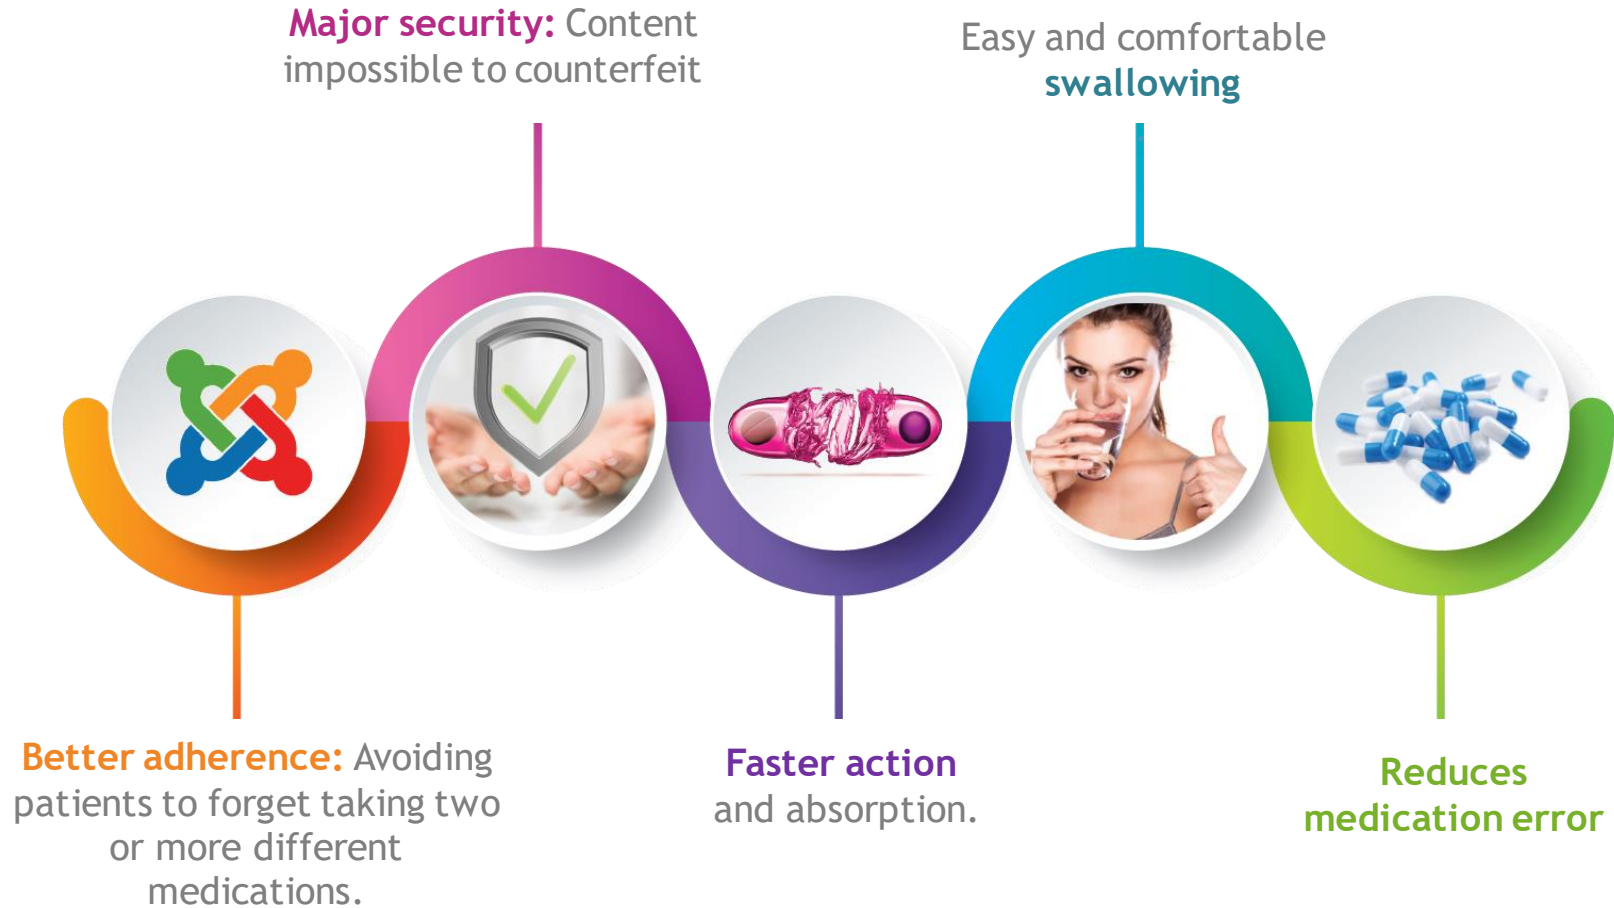 Major security: Content
impossible to counterfeit
Easy and comfortable
swallowing
Better adherence: Avoiding
patients to forget taking two
or more different
medications.
Faster action
and absorption.
Reduces
medication error